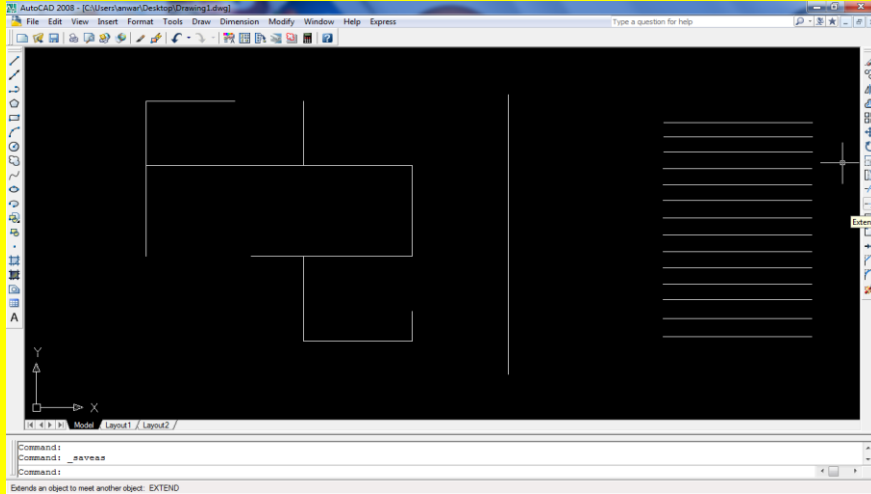 AutoCAD 2008 - [C:\Users\anwar\Desktop\Drawing1.dwg]
File Edit View Insert Format Tools Draw Dimension Modify Window Help Express
Type a question for help
A
Exten
Y
X
Model Layout1 Layout2
Command:
Command: _saveas
Command:
Extends an object to meet another object: EXTEND